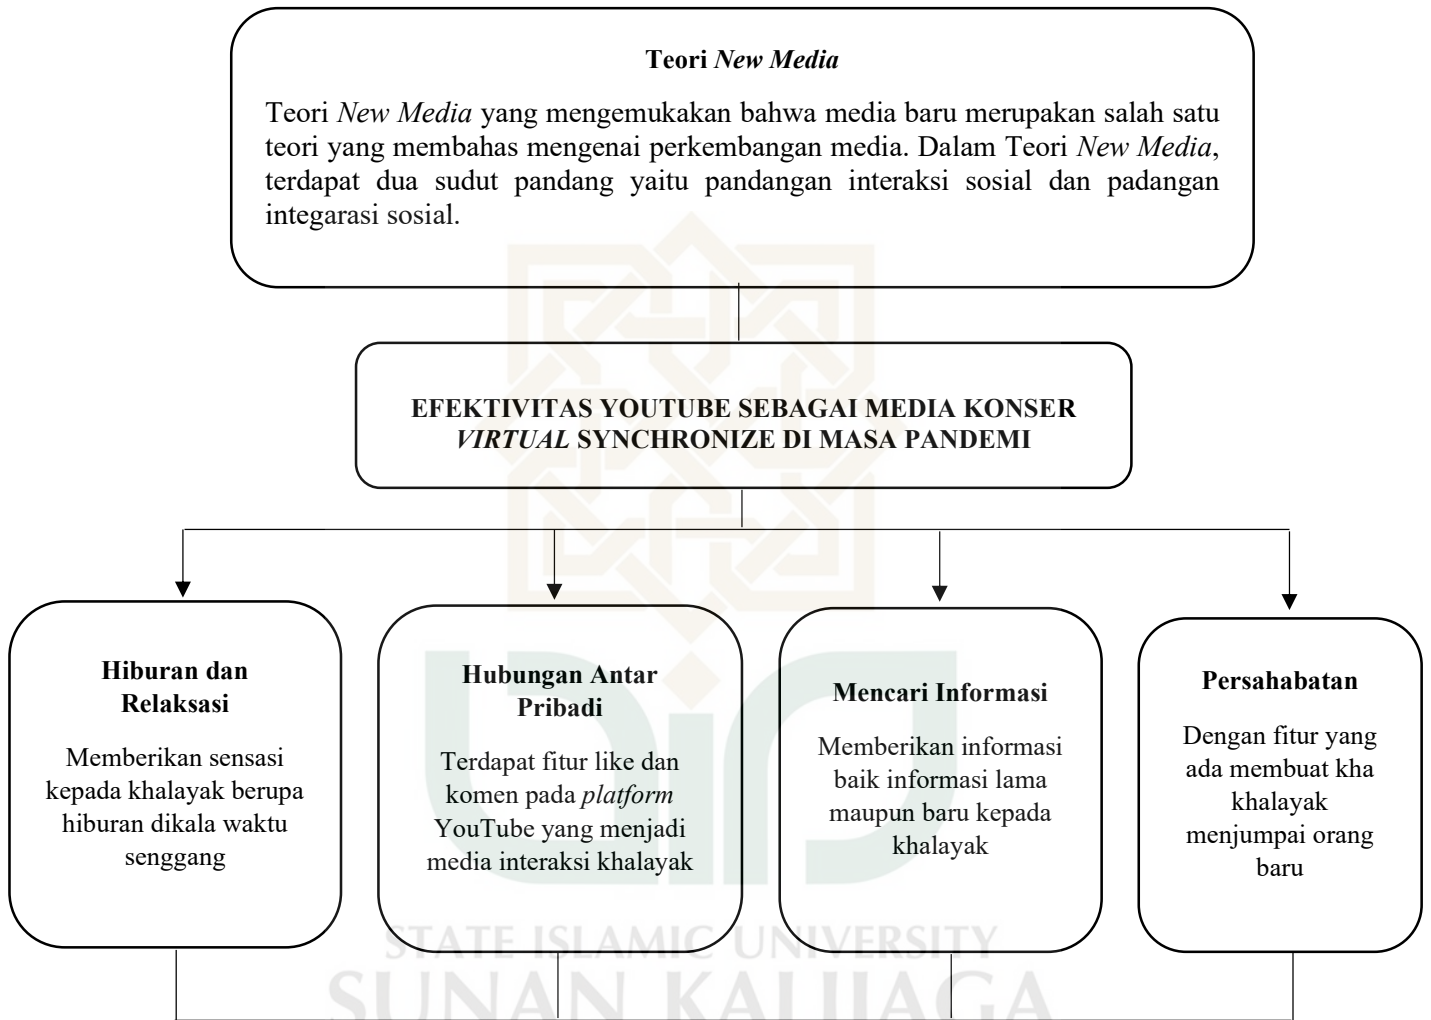 Teori New Media
Teori New Media yang mengemukakan bahwa media baru merupakan salah satu
teori yang membahas mengenai perkembangan media. Dalam Teori New Media,
terdapat dua sudut pandang yaitu pandangan interaksi sosial dan padangan
integarasi sosial.
EFEKTIVITAS YOUTUBE SEBAGAI MEDIA KONSER
VIRTUAL SYNCHRONIZE DI MASA PANDEMI
Hiburan dan
Relaksasi
Memberikan sensasi
kepada khalayak berupa
hiburan dikala waktu
senggang
Hubungan Antar
Pribadi
Terdapat fitur like dan
komen pada platform
YouTube yang menjadi
media interaksi khalayak
Mencari Informasi
Memberikan informasi
baik informasi lama
maupun baru kepada
khalayak
Persahabatan
Dengan fitur yang
ada membuat kha
khalayak
menjumpai orang
baru
STATE ISLAMIC UNIVERSITY
SUNAN KALIJAGA